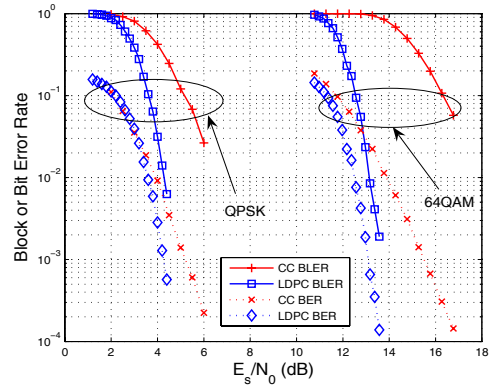 Block or Bit Error Rate
10^0
10^-1
10^-2
10^-3
10^-4
QPSK
64QAM
CC BLER
LDPC BLER
CC BER
LDPC BER
0 2 4 6 8 10 12 14 16 18
E_s/N_0 (dB)